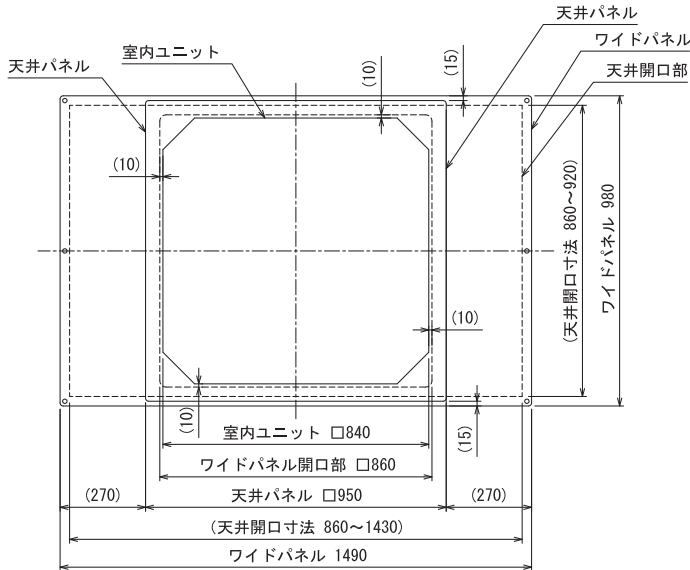 天井パネル
ワイドパネル
天井開口部
室内ユニット
天井パネル
(10)
(15)
(10)
(天井開口寸法 860～920)
ワイドパネル 980
(10)
(10)
(15)
室内ユニット □840
ワイドパネル開口部 □860
(270)
天井パネル □950
(270)
(天井開口寸法 860～1430)
ワイドパネル 1490